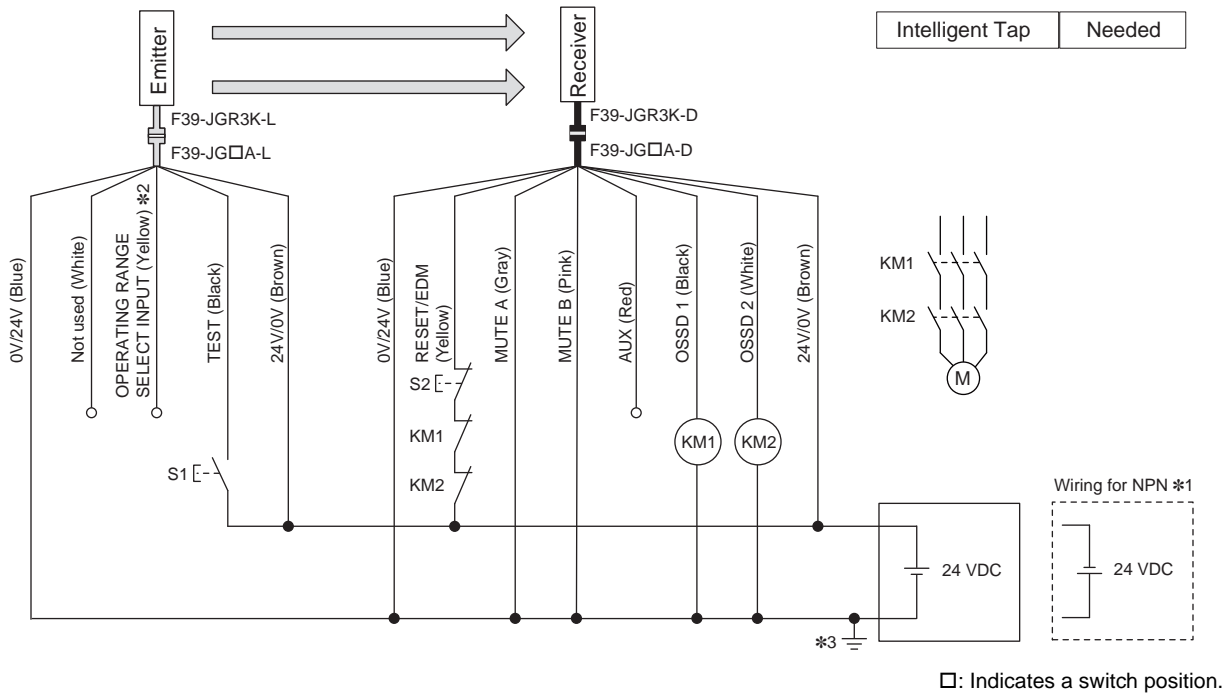 Emitter
Receiver
Intelligent Tap
Needed
F39-JGR3K-L
F39-JG□A-L
F39-JGR3K-D
F39-JG□A-D
0V/24V (Blue)
Not used (White)
OPERATING RANGE
SELECT INPUT (Yellow) *2
TEST (Black)
24V/0V (Brown)
0V/24V (Blue)
RESET/EDM
(Yellow)
MUTE A (Gray)
MUTE B (Pink)
AUX (Red)
OSSD 1 (Black)
OSSD 2 (White)
24V/0V (Brown)
KM1
KM2
M
S2
KM1
KM2
KM1
KM2
S1
Wiring for NPN *1
24 VDC
24 VDC
*3
□: Indicates a switch position.